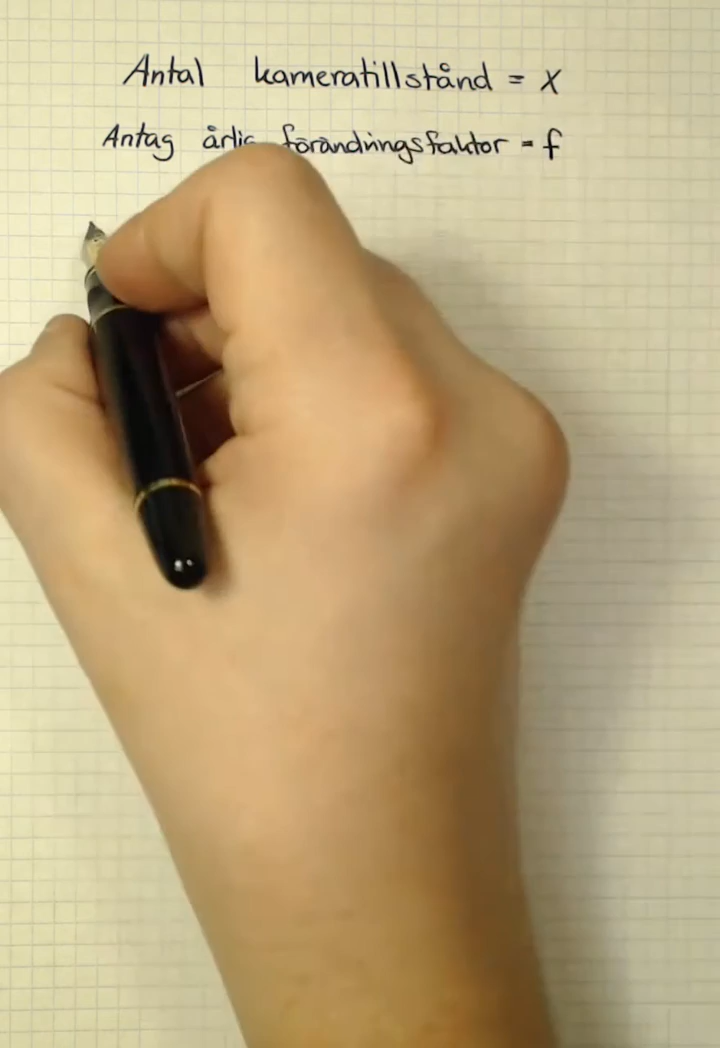 Antal kameratillstånd = x
Antag årlig förändringsfaktor = f